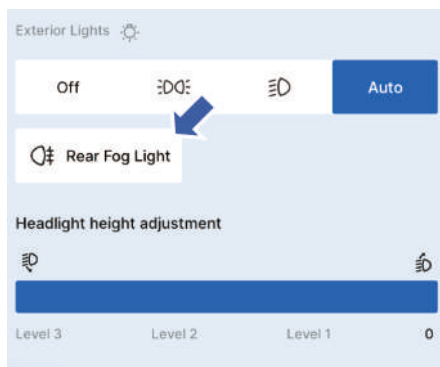 Exterior Lights
Off Auto
Rear Fog Light
Headlight height adjustment
Level 3 Level 2 Level 1 0